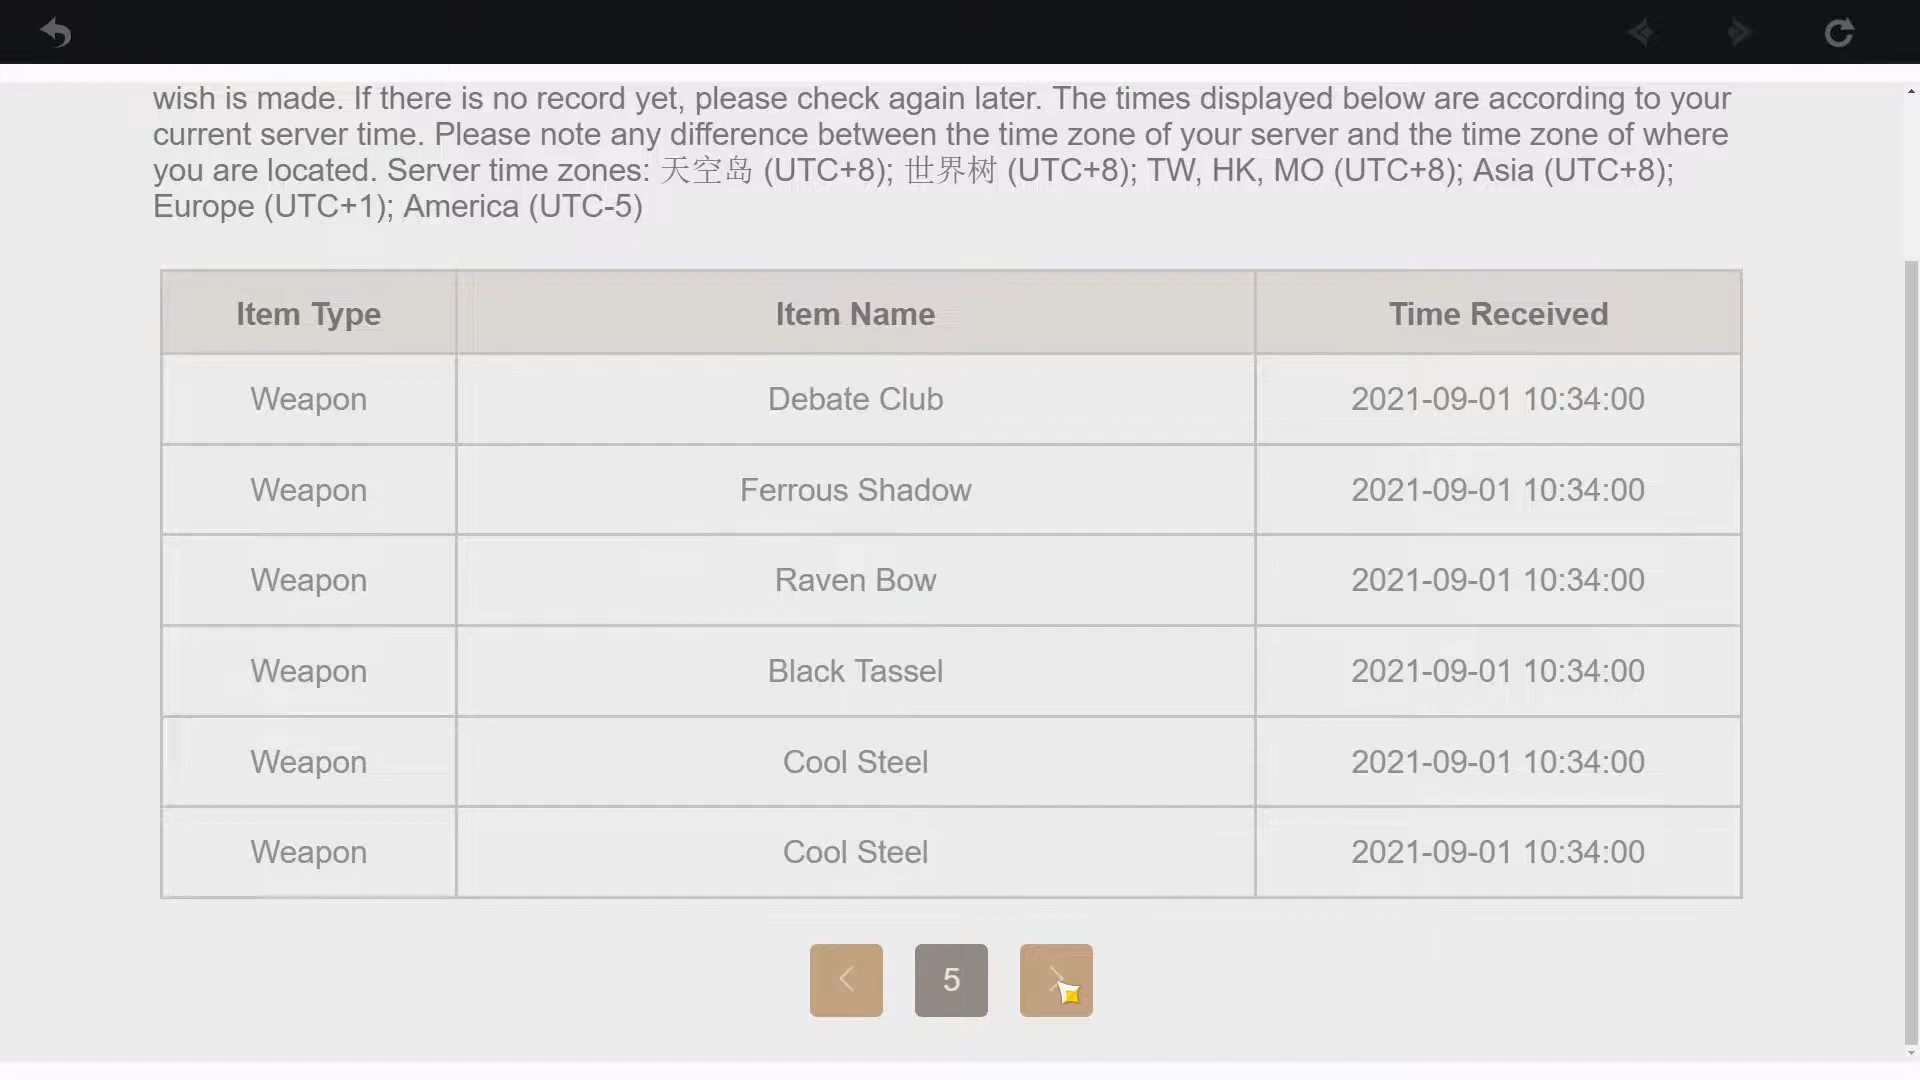 wish is made. If there is no record yet, please check again later. The times displayed below are according to your
current server time. Please note any difference between the time zone of your server and the time zone of where
you are located. Server time zones: 天空岛 (UTC+8); 世界树 (UTC+8); TW, HK, MO (UTC+8); Asia (UTC+8);
Europe (UTC+1); America (UTC-5)
Item Type Item Name Time Received
Weapon Debate Club 2021-09-01 10:34:00
Weapon Ferrous Shadow 2021-09-01 10:34:00
Weapon Raven Bow 2021-09-01 10:34:00
Weapon Black Tassel 2021-09-01 10:34:00
Weapon Cool Steel 2021-09-01 10:34:00
Weapon Cool Steel 2021-09-01 10:34:00
5